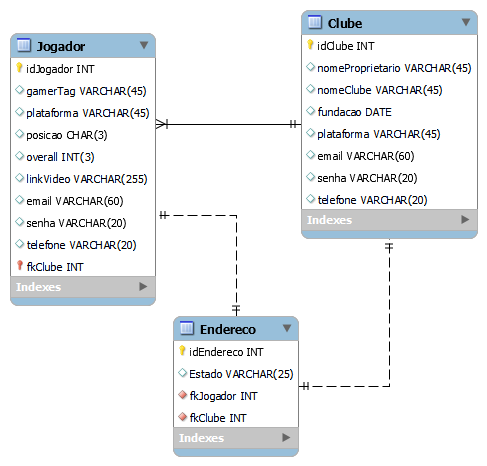 Jogador
idJogador INT
gamerTag VARCHAR(45)
plataforma VARCHAR(45)
posicao CHAR(3)
overall INT(3)
linkVideo VARCHAR(255)
email VARCHAR(60)
senha VARCHAR(20)
telefone VARCHAR(20)
fkClube INT
Indexes
Clube
idClube INT
nomeProprietario VARCHAR(45)
nomeClube VARCHAR(45)
fundacao DATE
plataforma VARCHAR(45)
email VARCHAR(60)
senha VARCHAR(20)
telefone VARCHAR(20)
Indexes
Endereco
idEndereco INT
Estado VARCHAR(25)
fkJogador INT
fkClube INT
Indexes